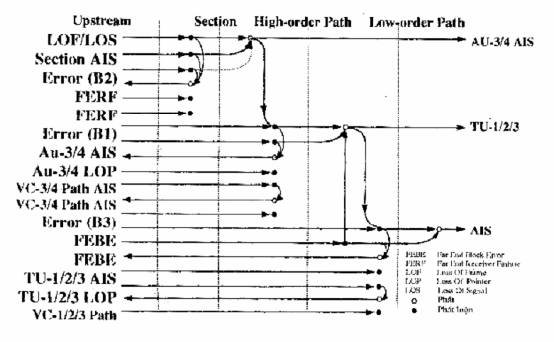 Upstream Section High-order Path Low-order Path
LOF/LOS AU-3/4 AIS
Section AIS
Error (B2)
FERF
FERF
Error (B1) TU-1/2/3
Au-3/4 AIS
Au-3/4 LOP
VC-3/4 Path AIS
VC-3/4 Path AIS
Error (B3) AIS
FEBE
FEBE
TU-1/2/3 AIS
TU-1/2/3 LOP
VC-1/2/3 Path
FEBE Far End Block Error
FERF Far End Receiver Failure
LOF Loss Of Frame
LOP Loss Of Pointer
LOS Loss Of Signal
Phát
Phát hiện